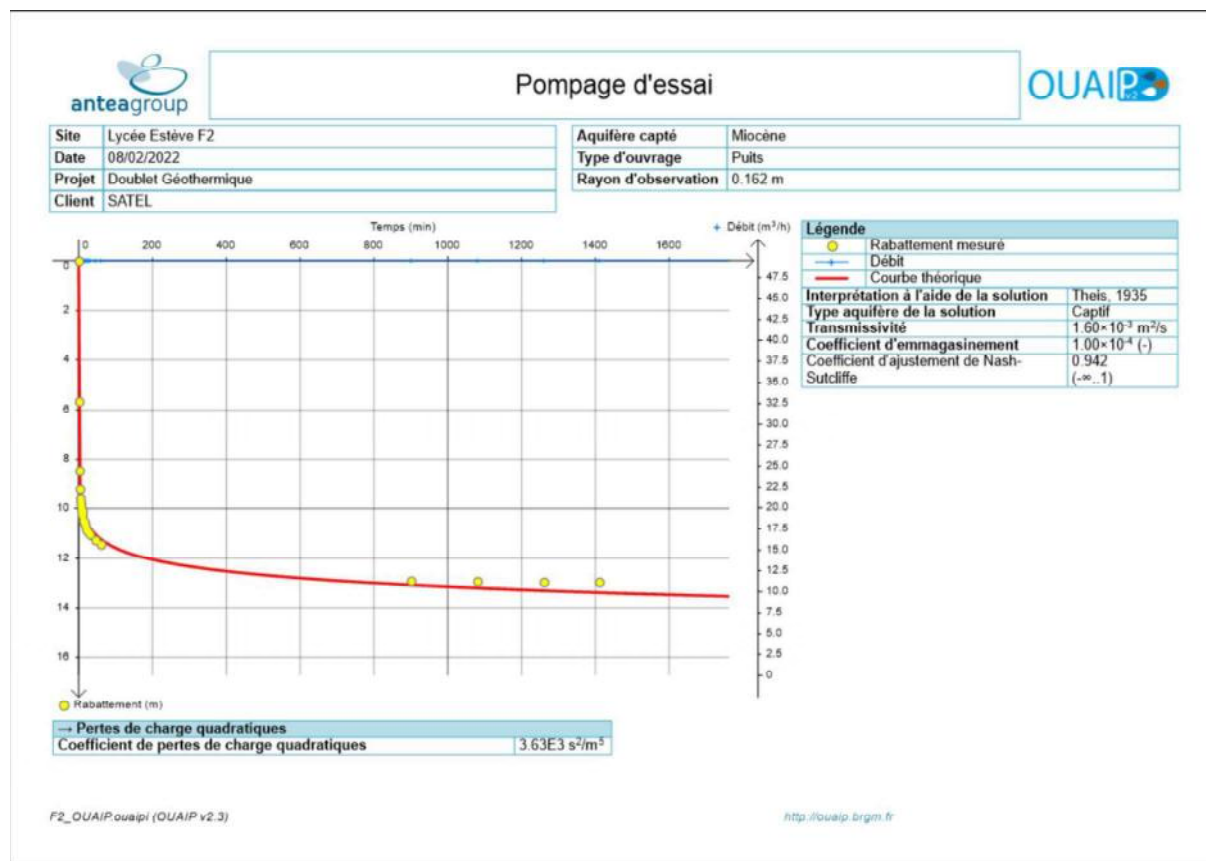 anteagroup
Pompage d'essai
OUAIP v2
Site Lycée Estève F2
Date 08/02/2022
Projet Doublet Géothermique
Client SATEL
Aquifère capté Miocène
Type d'ouvrage Puits
Rayon d'observation 0.162 m
Temps (min)
Débit (m³/h)
0 200 400 600 800 1000 1200 1400 1600
0
2
4
6
8
10
12
14
16
47.5
45.0
42.5
40.0
37.5
35.0
32.5
30.0
27.5
25.0
22.5
20.0
17.5
15.0
12.5
10.0
7.5
5.0
2.5
0
Rabattement (m)
Légende
Rabattement mesuré
Débit
Courbe théorique
Interprétation à l'aide de la solution Theis, 1935
Type aquifère de la solution Captif
Transmissivité 1.60×10⁻³ m²/s
Coefficient d'emmagasinement 1.00×10⁻⁴ (-)
Coefficient d'ajustement de Nash- 0.942
Sutcliffe (-∞..1)
→ Pertes de charge quadratiques
Coefficient de pertes de charge quadratiques 3.63E3 s²/m⁵
F2_OUAIP.ouaipi (OUAIP v2.3)
http://ouaip.brgm.fr